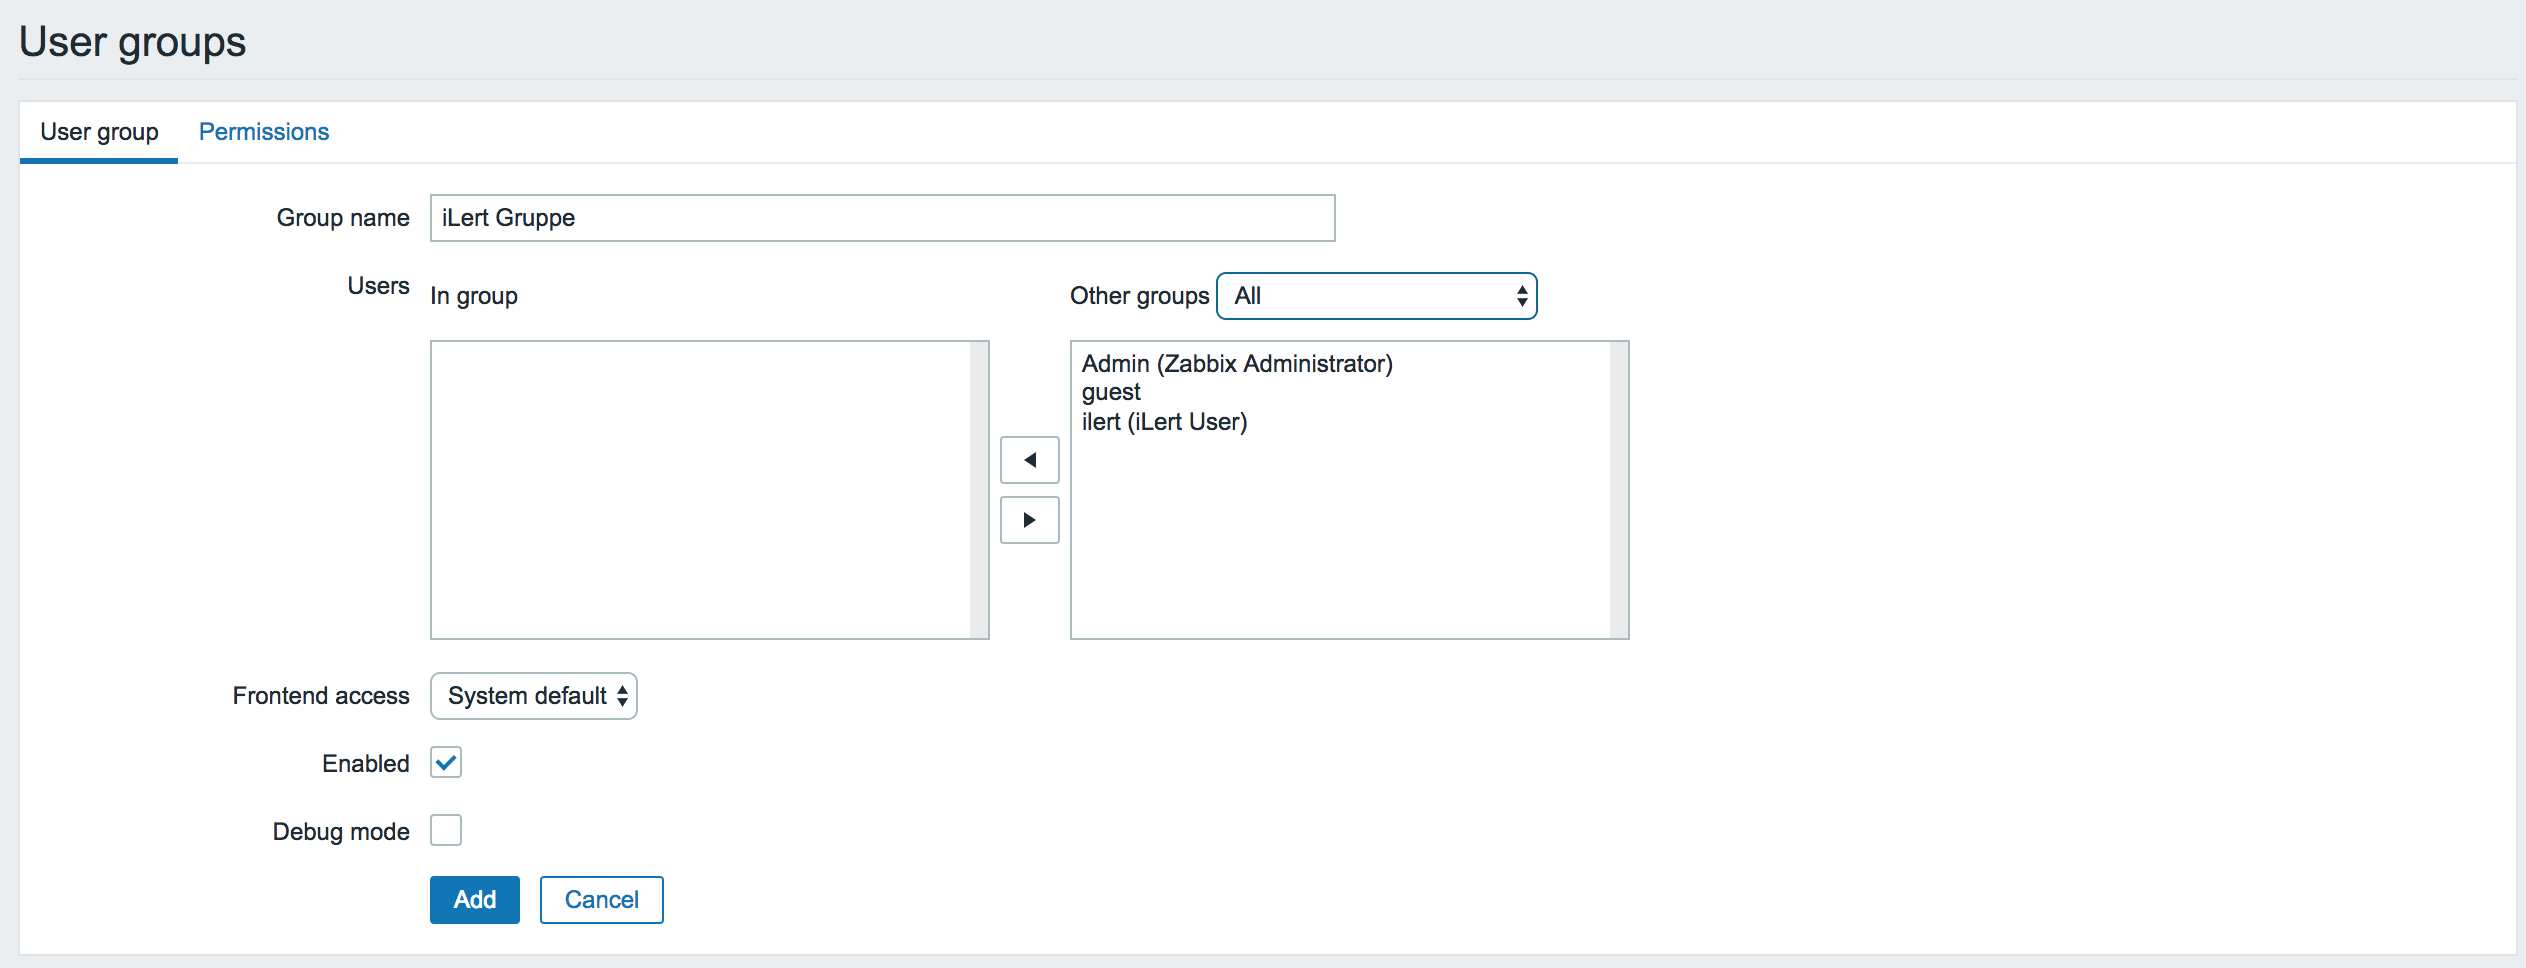 User groups
User group Permissions
Group name iLert Gruppe
Users In group Other groups All
Admin (Zabbix Administrator)
guest
ilert (iLert User)
Frontend access System default
Enabled
Debug mode
Add Cancel